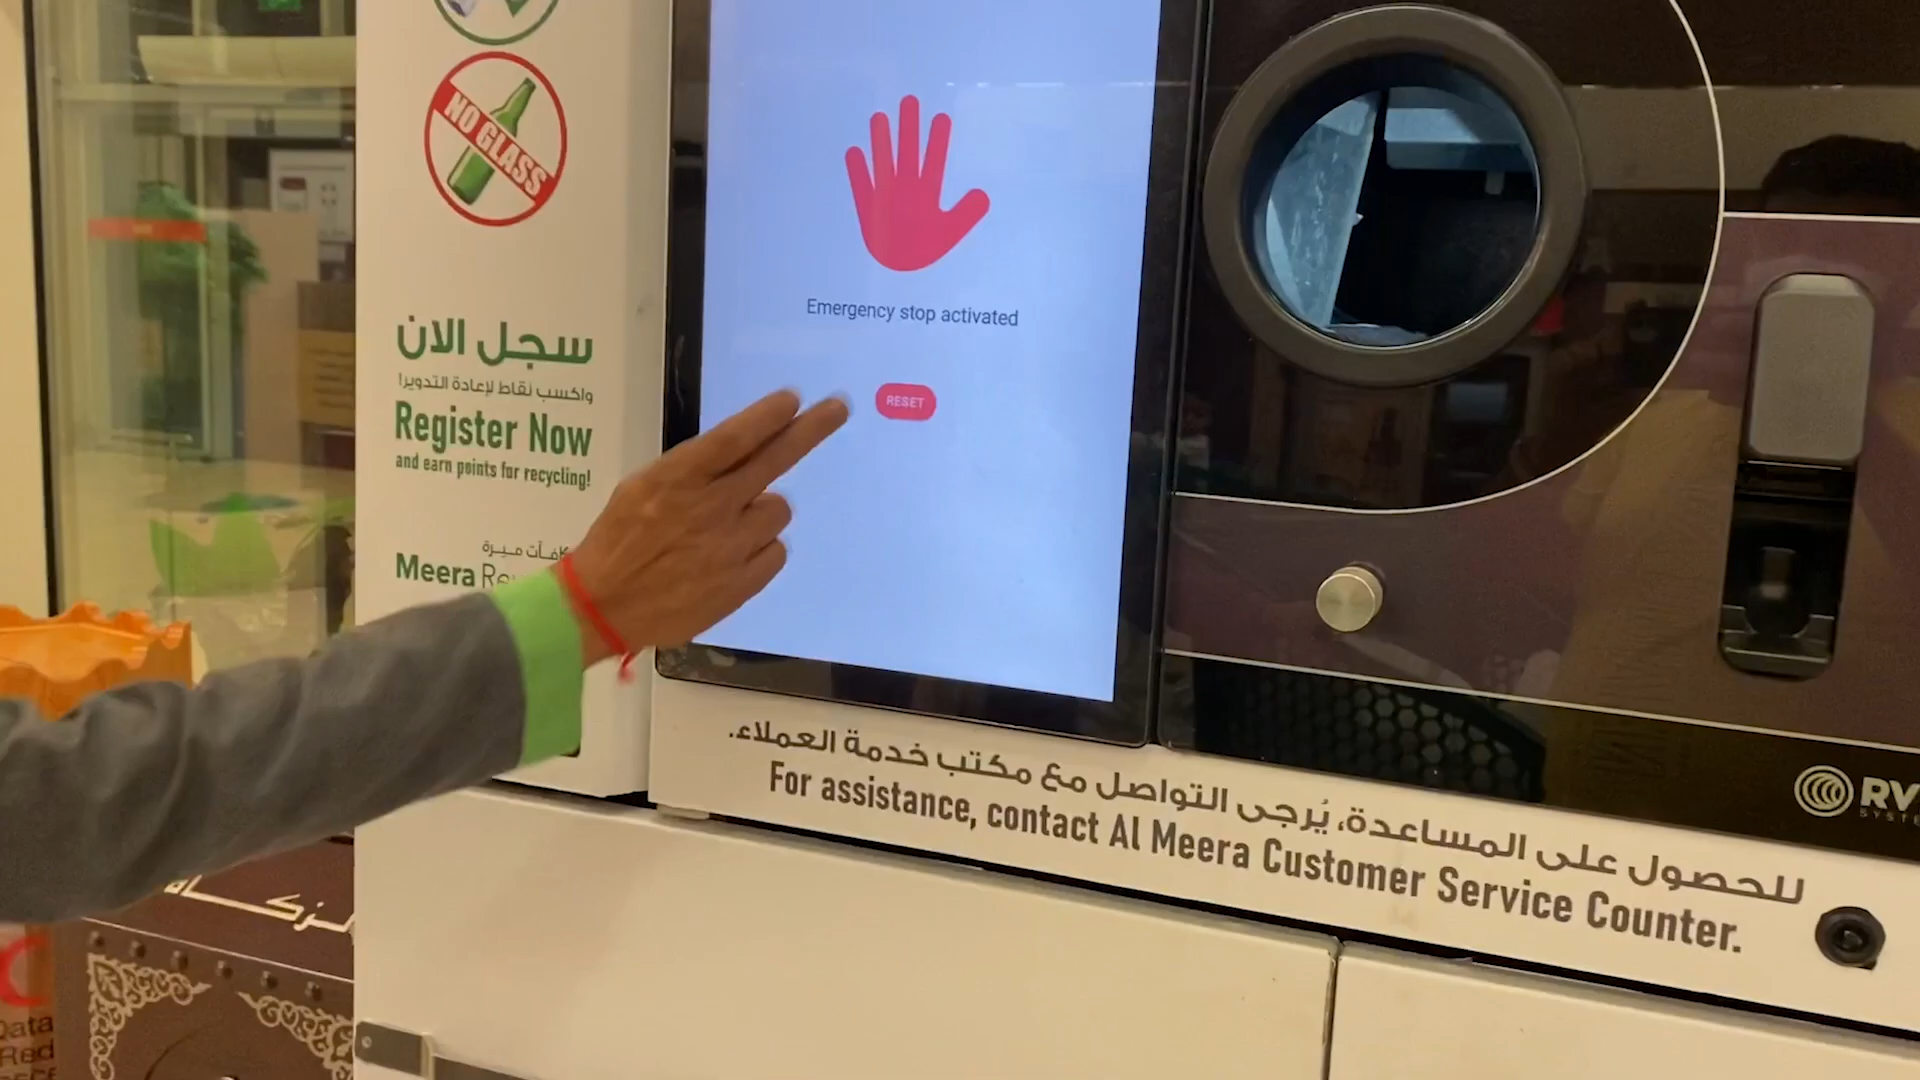 NO GLASS
سجل الان
واكسب نقاط لإعادة التدوير!
Register Now
and earn points for recycling!
ميرة
Meera
Emergency stop activated
RESET
للحصول على المساعدة، يُرجى التواصل مع مكتب خدمة العملاء.
For assistance, contact Al Meera Customer Service Counter.
RV
Red